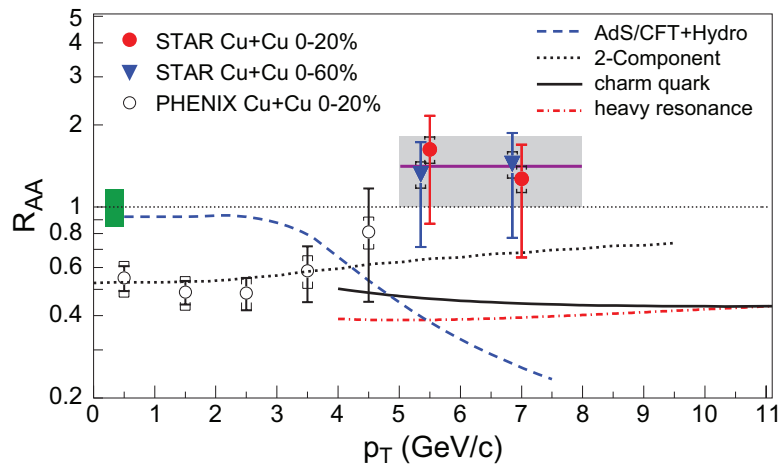 5
4
3
2
1
0.8
0.6
0.4
0.2
R_AA
STAR Cu+Cu 0-20%
STAR Cu+Cu 0-60%
PHENIX Cu+Cu 0-20%
AdS/CFT+Hydro
2-Component
charm quark
heavy resonance
0 1 2 3 4 5 6 7 8 9 10 11
p_T (GeV/c)